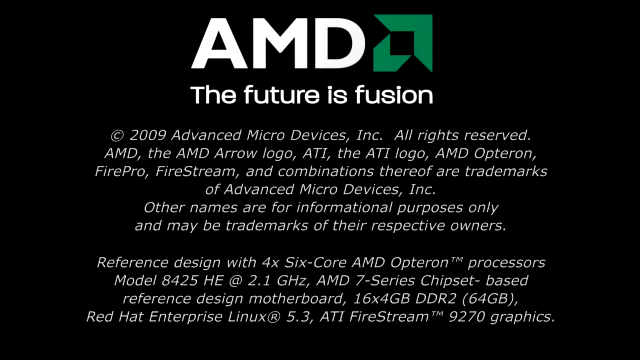 AMD
The future is fusion
© 2009 Advanced Micro Devices, Inc.  All rights reserved.
AMD, the AMD Arrow logo, ATI, the ATI logo, AMD Opteron,
FirePro, FireStream, and combinations thereof are trademarks
of Advanced Micro Devices, Inc.
Other names are for informational purposes only
and may be trademarks of their respective owners.
Reference design with 4x Six-Core AMD Opteron™ processors
Model 8425 HE @ 2.1 GHz, AMD 7-Series Chipset- based
reference design motherboard, 16x4GB DDR2 (64GB),
Red Hat Enterprise Linux® 5.3, ATI FireStream™ 9270 graphics.